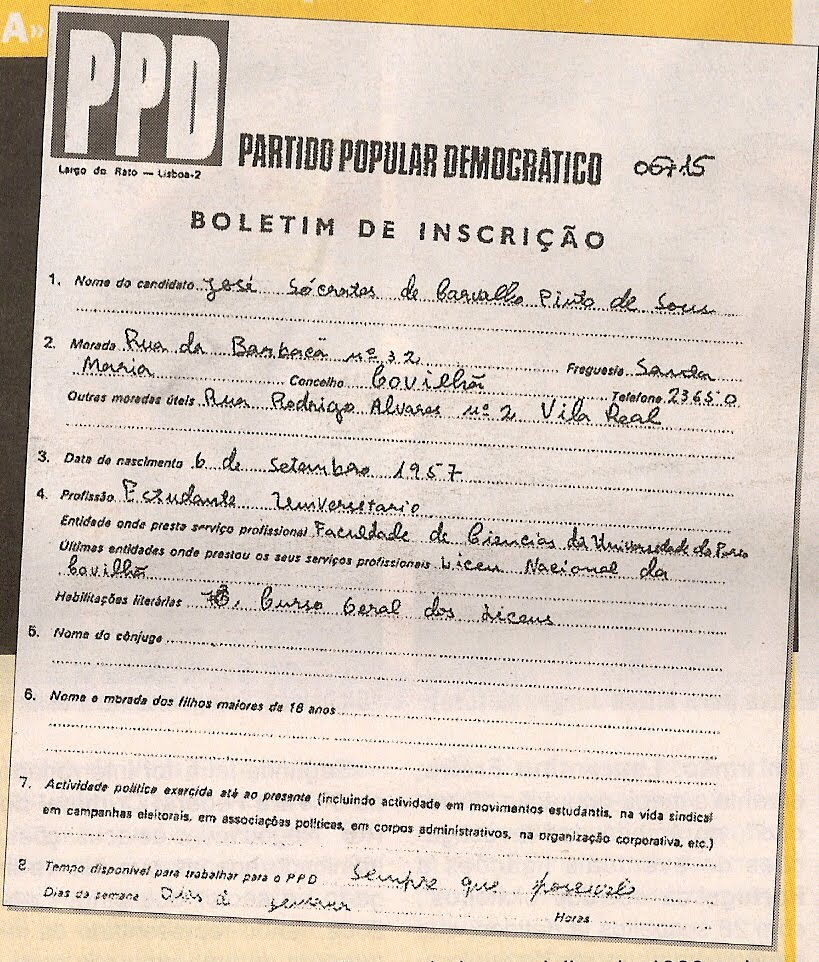 A»
PPD
Largo do Rato — Lisboa-2
PARTIDO POPULAR DEMOCRÁTICO 06715
BOLETIM DE INSCRIÇÃO
1. Nome do candidato José Sócrates de Carvalho Pinto de Sousa
2. Morada Rua da Barbacã nº 32 Freguesia Santa
Maria Concelho Covilhã Telefone 23650
Outras moradas úteis Rua Rodrigo Alvares nº 2 Vila Real
3. Data de nascimento 6 de Setembro 1957
4. Profissão Estudante Universitario
Entidade onde presta serviço profissional Faculdade de Ciencias da Universidade do Porto
Últimas entidades onde prestou os seus serviços profissionais Liceu Nacional da
Covilhã
Habilitações literárias Curso Geral dos Liceus
5. Nome do cônjuge
6. Nome e morada dos filhos maiores de 16 anos
7. Actividade política exercida até ao presente (incluindo actividade em movimentos estudantis, na vida sindical
em campanhas eleitorais, em associações políticas, em corpos administrativos, na organização corporativa, etc.)
8. Tempo disponível para trabalhar para o PPD Sempre que possivel
Dias da semana Dias à semana Horas